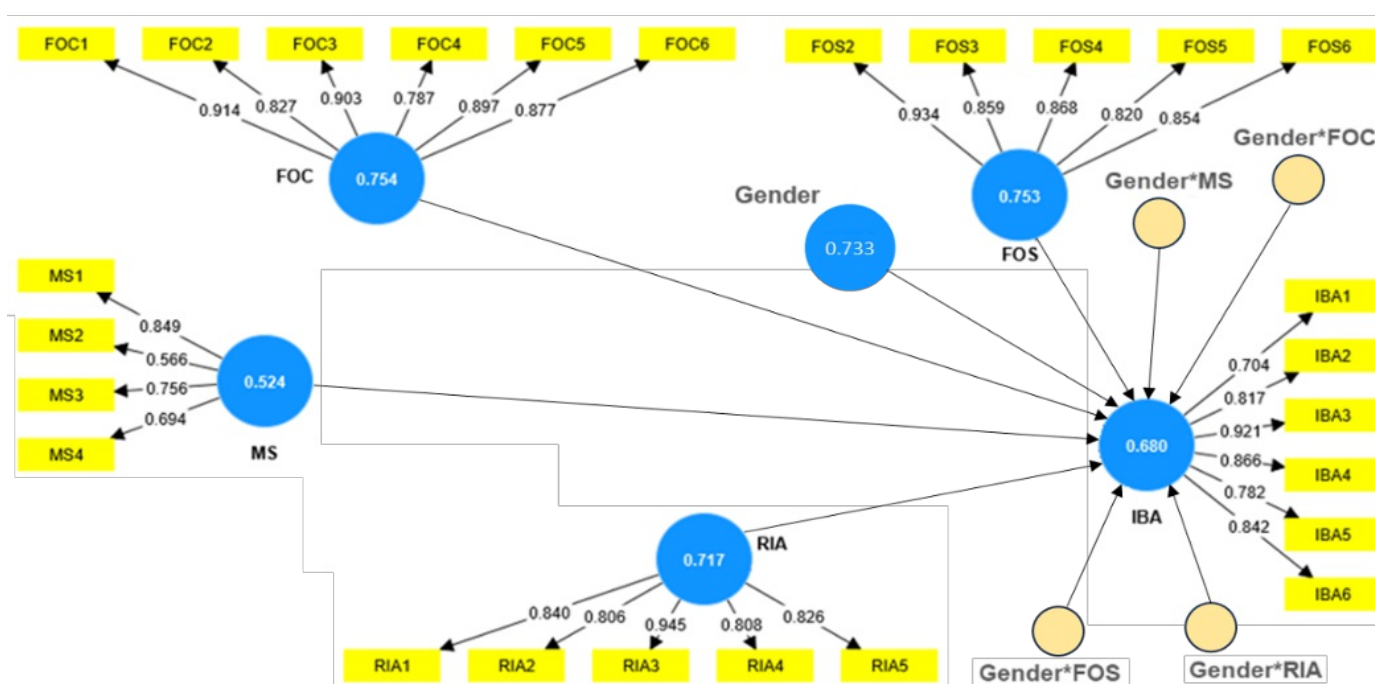 FOC1 FOC2 FOC3 FOC4 FOC5 FOC6
FOS2 FOS3 FOS4 FOS5 FOS6
0.914 0.827 0.903 0.787 0.897 0.877
0.934 0.859 0.868 0.820 0.854
FOC 0.754
Gender
0.733
0.753
FOS
Gender*MS
Gender*FOC
MS1
MS2
MS3
MS4
0.849
0.566
0.756
0.694
0.524
MS
IBA1
IBA2
IBA3
IBA4
IBA5
IBA6
0.704
0.817
0.921
0.866
0.782
0.842
0.680
IBA
0.717
RIA
0.840 0.806 0.945 0.808 0.826
RIA1 RIA2 RIA3 RIA4 RIA5
Gender*FOS
Gender*RIA